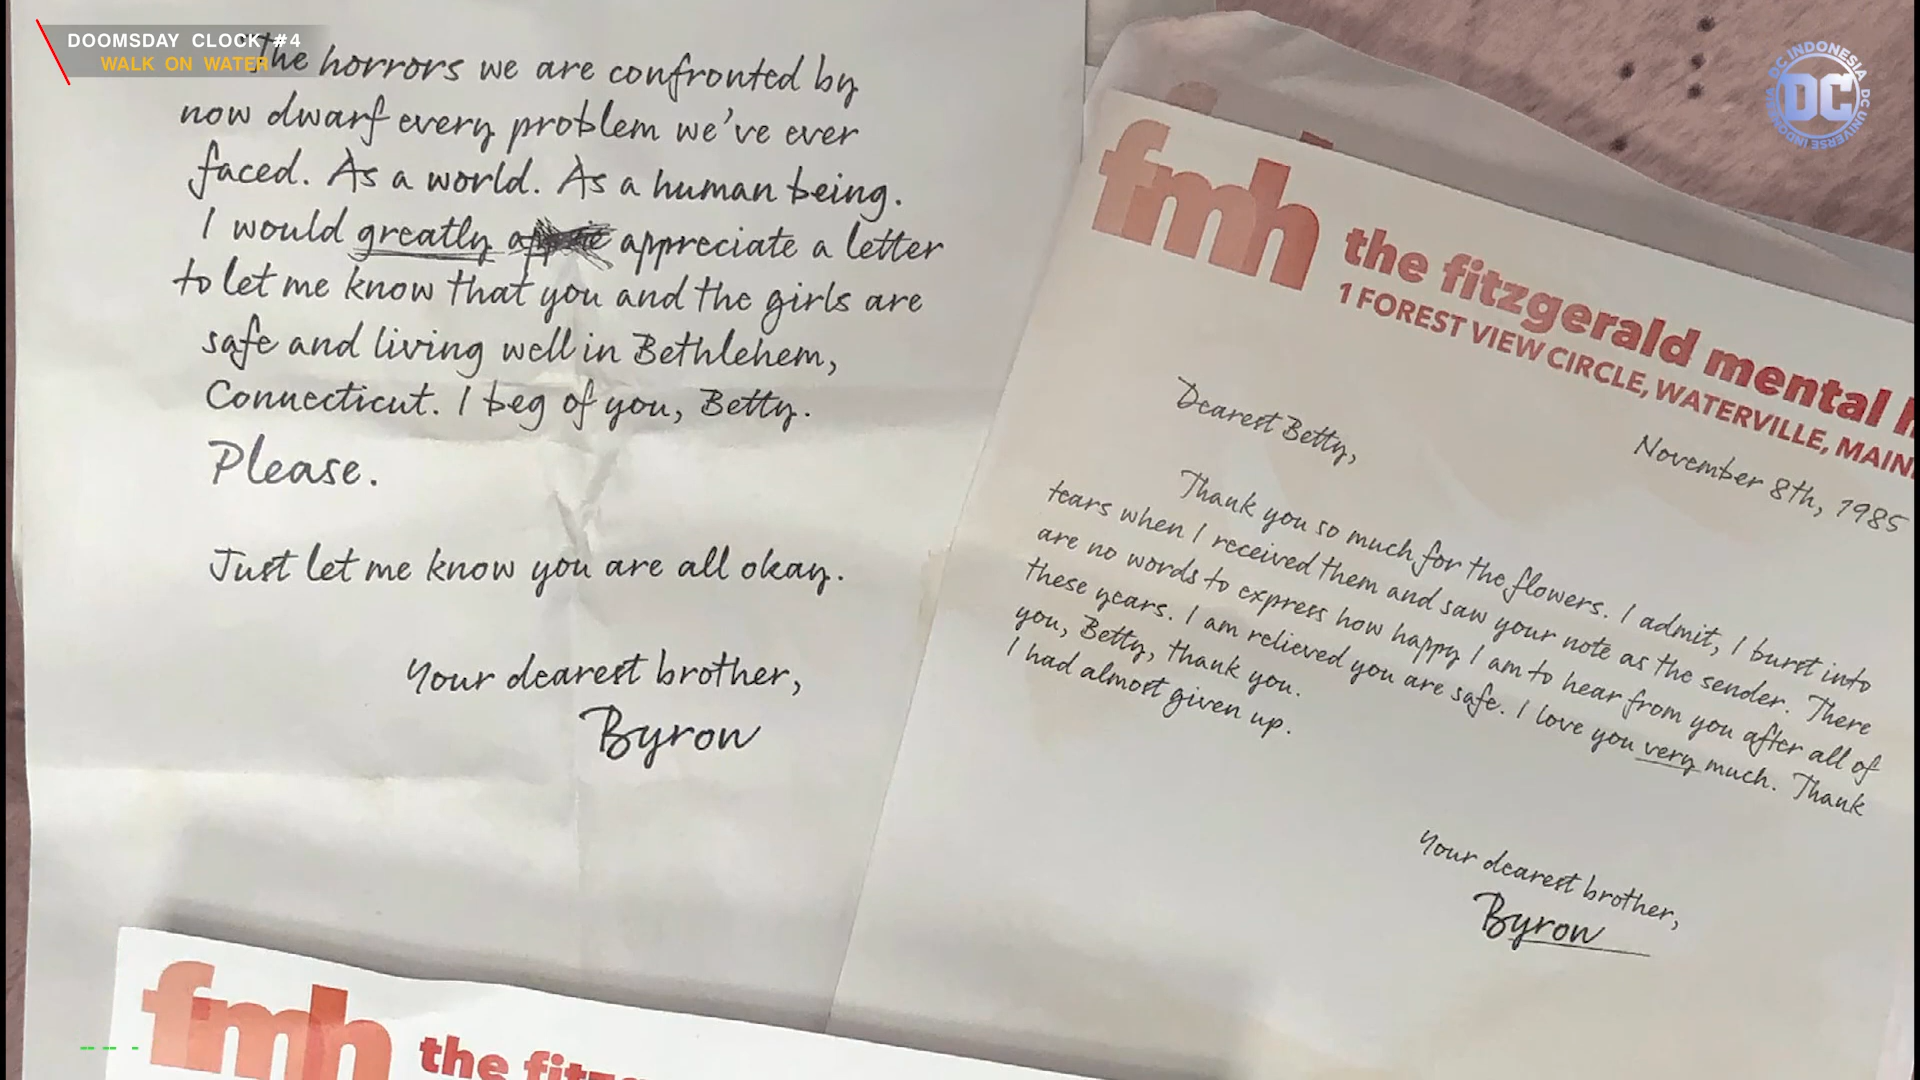 DOOMSDAY CLOCK #4
WALK ON WATER
The horrors we are confronted by
now dwarf every problem we've ever
faced. As a world. As a human being.
I would greatly appreciate a letter
to let me know that you and the girls are
safe and living well in Bethlehem,
Connecticut. I beg of you, Betty.
Please.
Just let me know you are all okay.
Your dearest brother,
Byron
fmh
the fitzgerald mental
1 FOREST VIEW CIRCLE, WATERVILLE,
November 8th, 1985
Dearest Betty,
Thank you so much for the flowers. I admit, I burst into
tears when I received them and saw your note as the sender. There
are no words to express how happy I am to hear from you after all of
these years. I am relieved you are safe. I love you very much. Thank
you, Betty, thank you.
I had almost given up.
Your dearest brother,
Byron
fmh
the
DC INDONESIA
DC
DC UNIVERSE INDONESIA